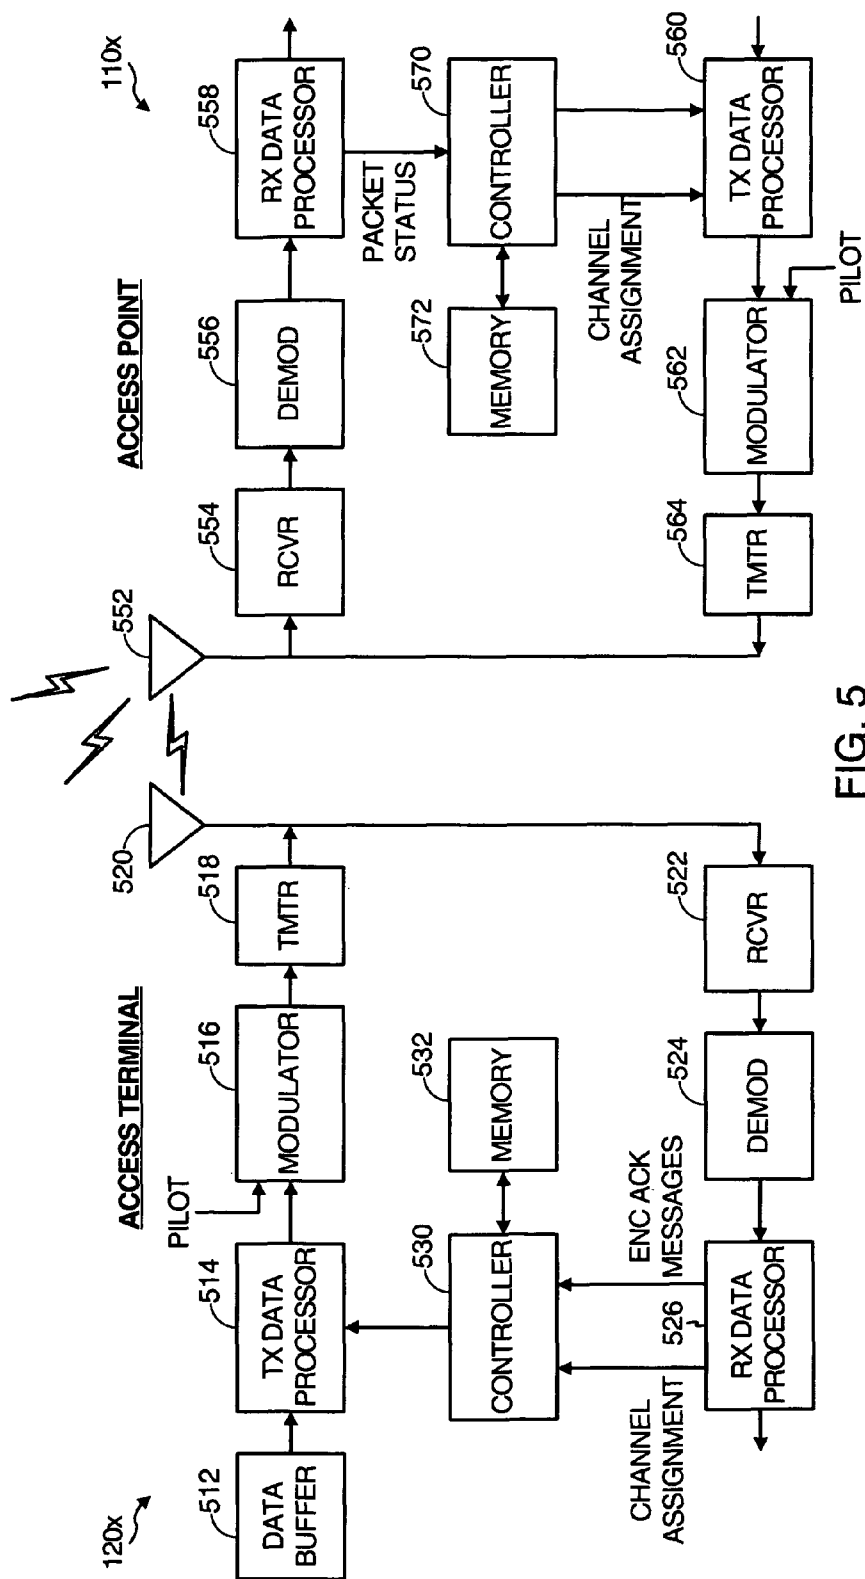 120x
ACCESS TERMINAL
ACCESS POINT
110x
512
DATA
BUFFER
514
TX DATA
PROCESSOR
PILOT
516
MODULATOR
518
TMTR
520
552
554
RCVR
556
DEMOD
558
RX DATA
PROCESSOR
530
CONTROLLER
532
MEMORY
572
MEMORY
PACKET
STATUS
570
CONTROLLER
CHANNEL
ASSIGNMENT
ENC ACK
MESSAGES
CHANNEL
ASSIGNMENT
526
RX DATA
PROCESSOR
524
DEMOD
522
RCVR
564
TMTR
562
MODULATOR
560
TX DATA
PROCESSOR
PILOT
FIG. 5